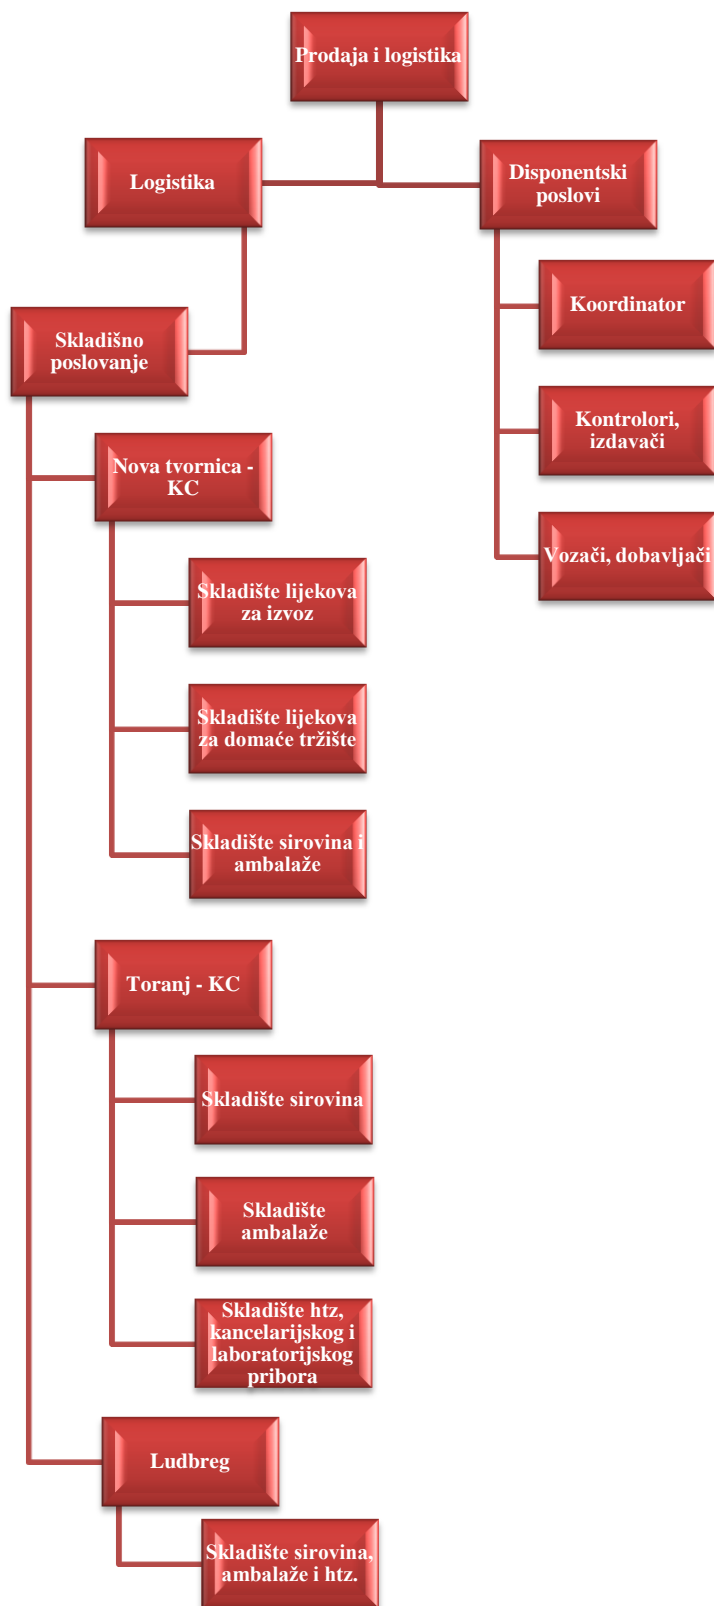 Prodaja i logistika
Logistika
Disponentski
poslovi
Koordinator
Kontrolori,
izdavači
Vozači, dobavljači
Skladišno
poslovanje
Nova tvornica -
KC
Skladište lijekova
za izvoz
Skladište lijekova
za domaće tržište
Skladište sirovina i
ambalaže
Toranj - KC
Skladište sirovina
Skladište
ambalaže
Skladište htz,
kancelarijskog i
laboratorijskog
pribora
Ludbreg
Skladište sirovina,
ambalaže i htz.